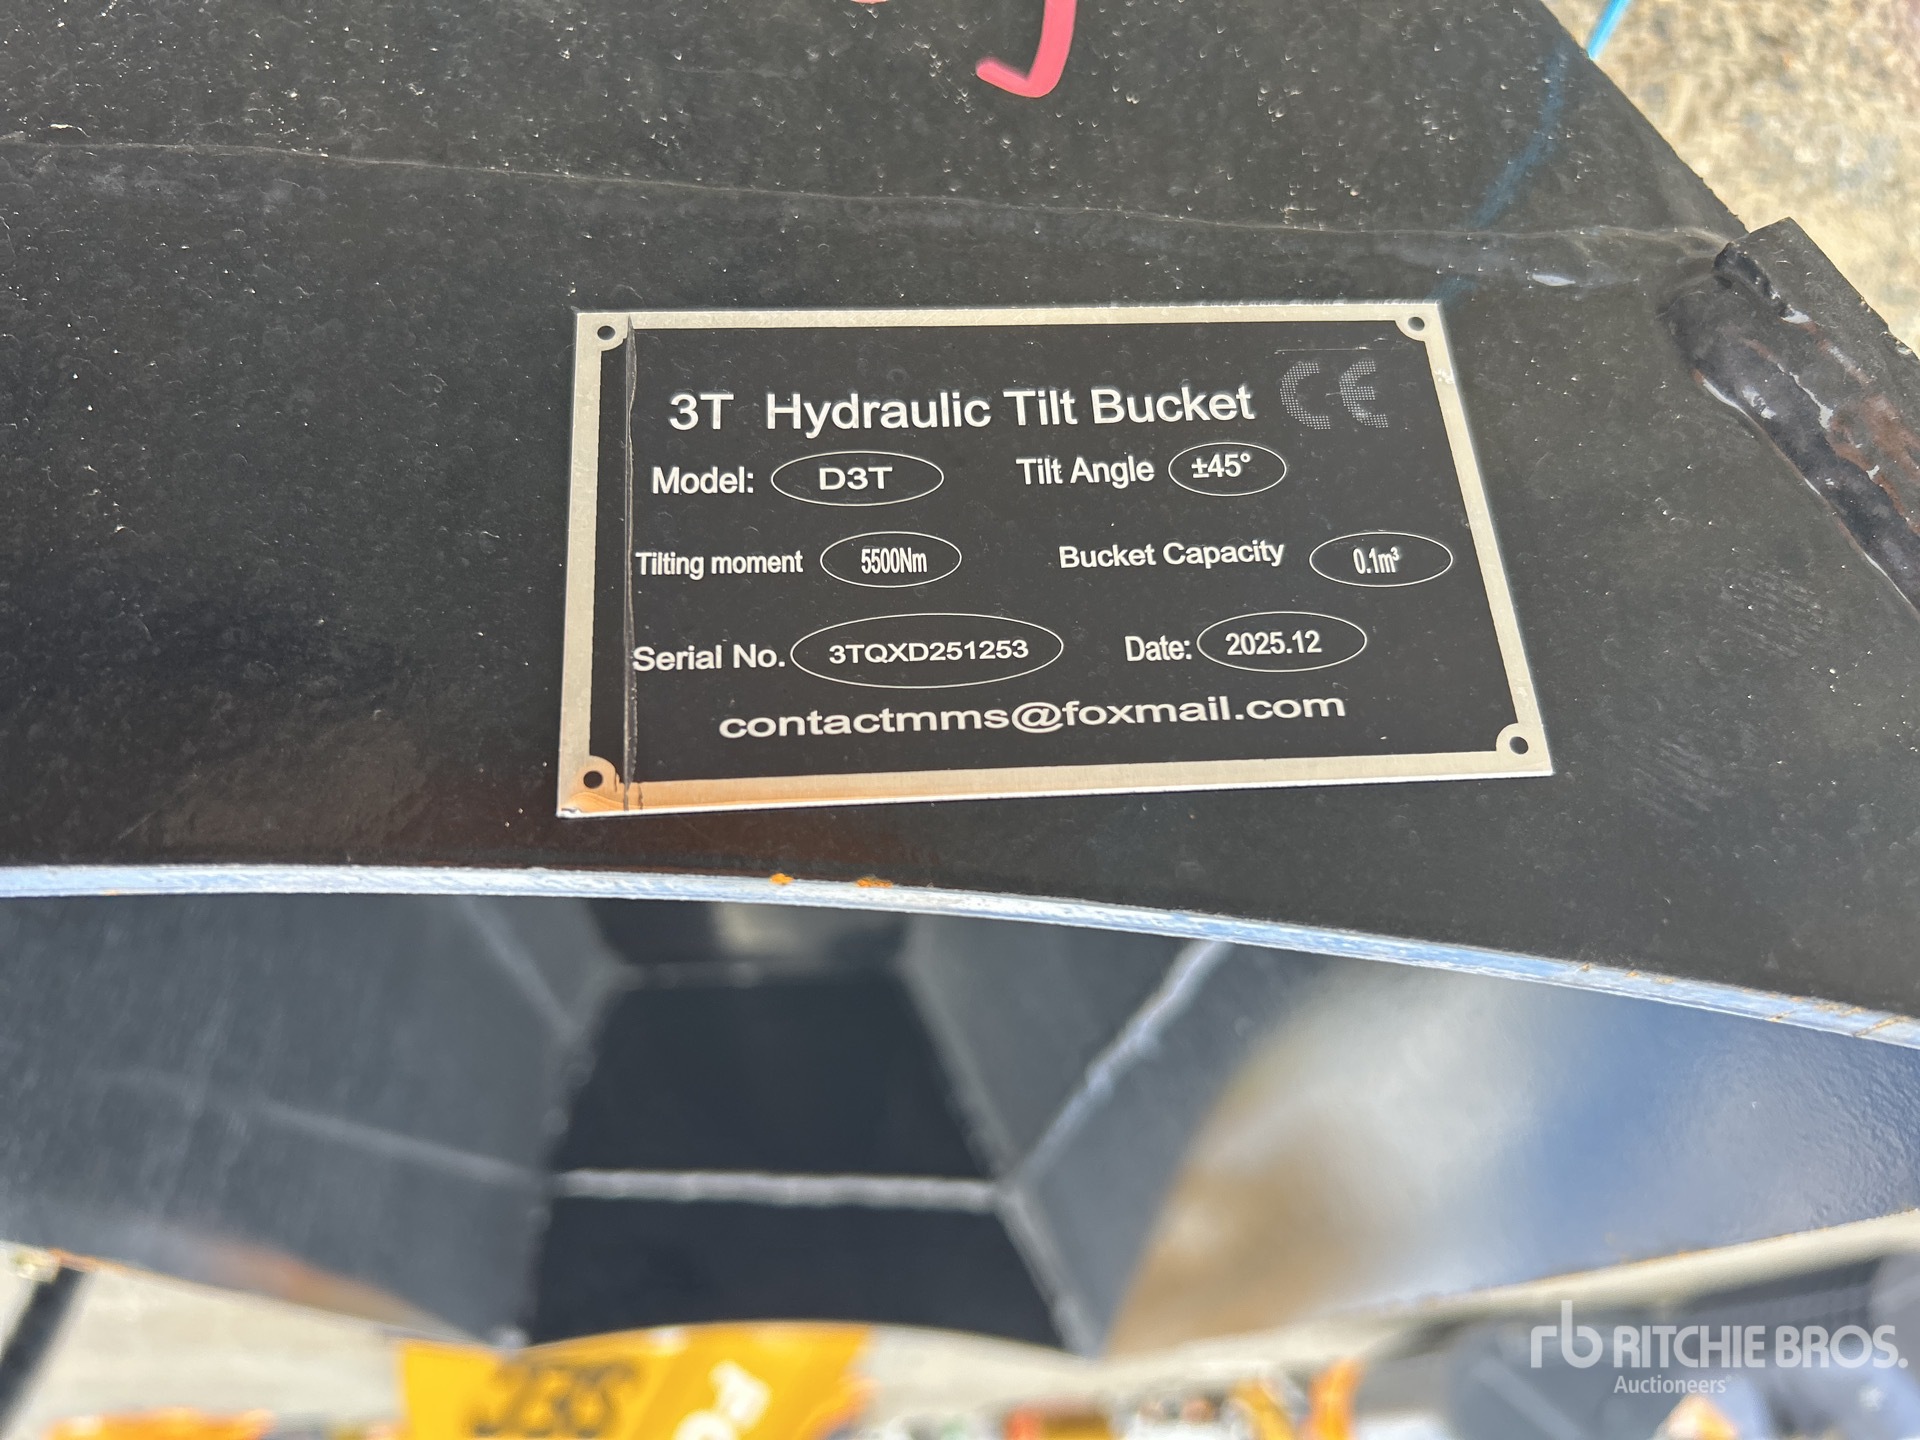 3T Hydraulic Tilt Bucket CE
Model: D3T Tilt Angle ±45°
Tilting moment 5500Nm Bucket Capacity 0.1m³
Serial No. 3TQXD251253 Date: 2025.12
contactmms@foxmail.com
rb RITCHIE BROS.
Auctioneers